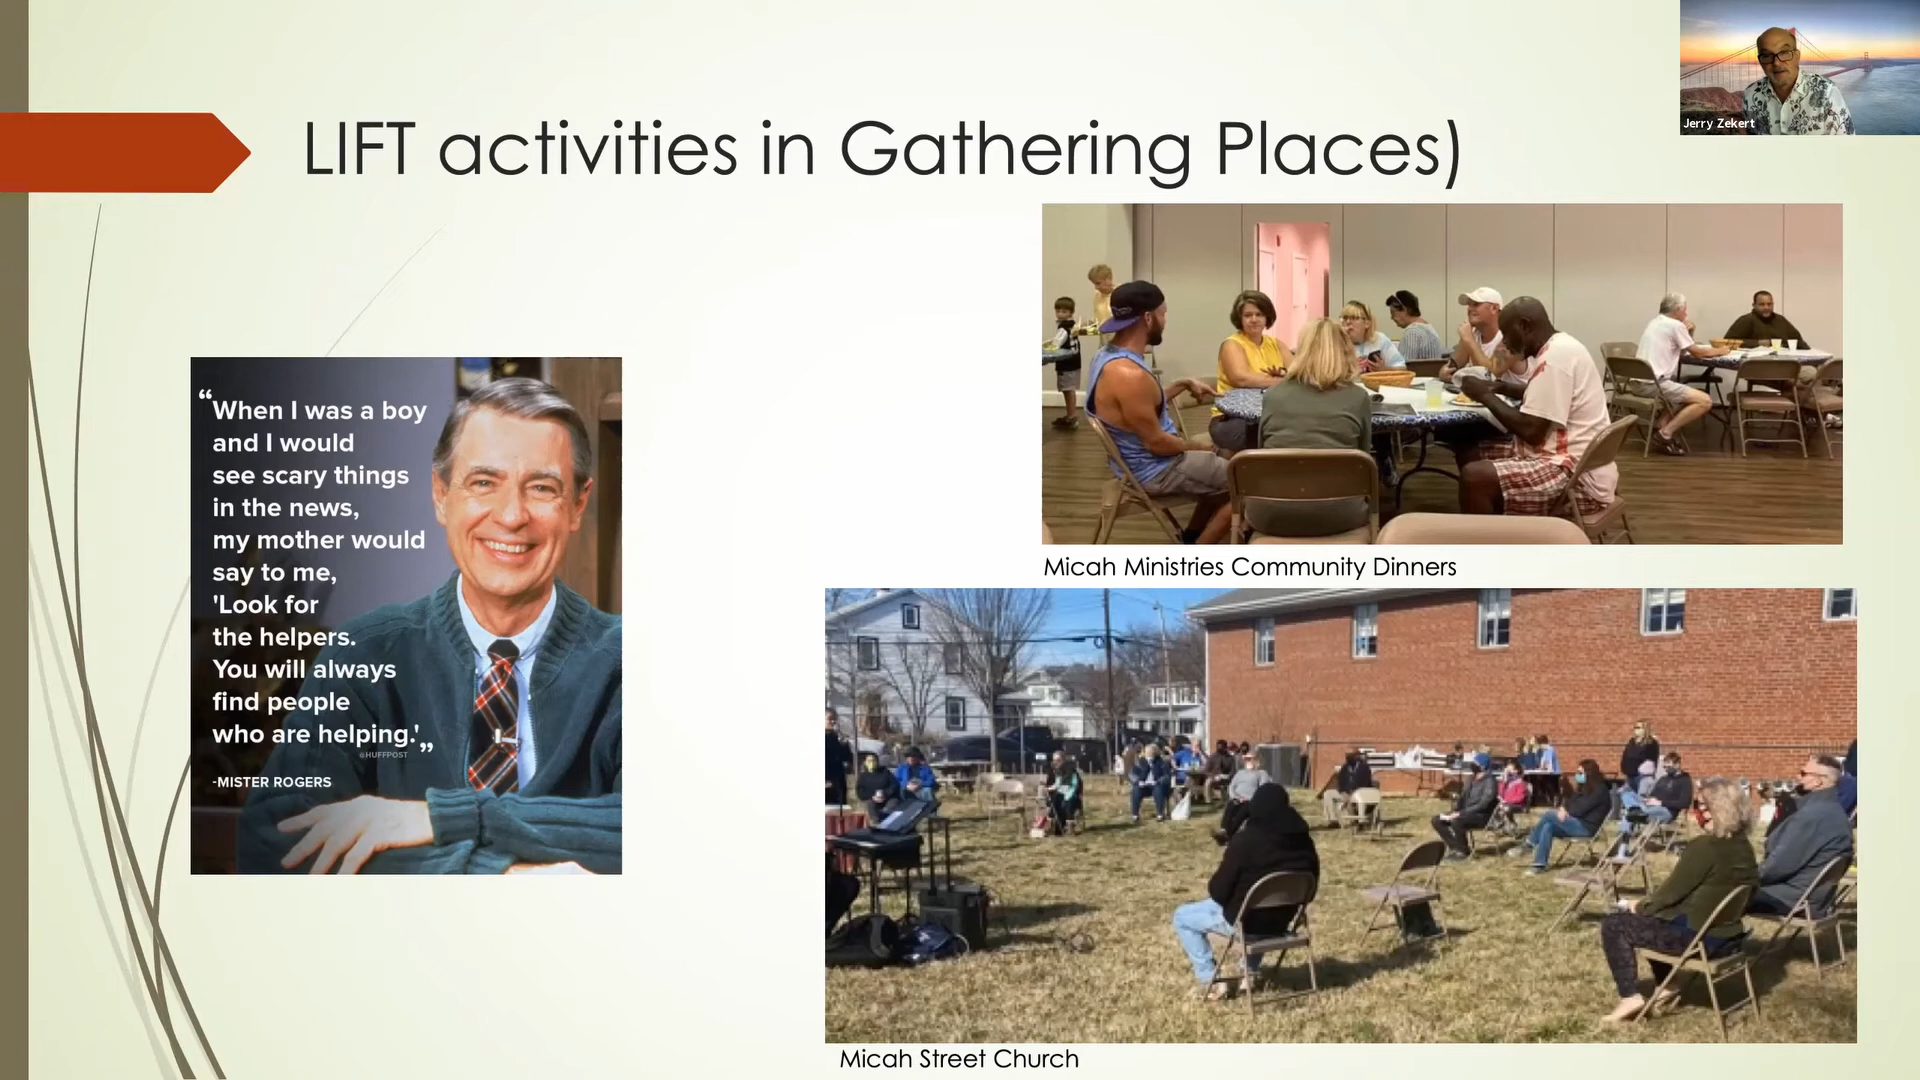 Jerry Zekert
LIFT activities in Gathering Places)
“When I was a boy
and I would
see scary things
in the news,
my mother would
say to me,
'Look for
the helpers.
You will always
find people
who are helping.'”
@HUFFPOST
-MISTER ROGERS
Micah Ministries Community Dinners
Micah Street Church